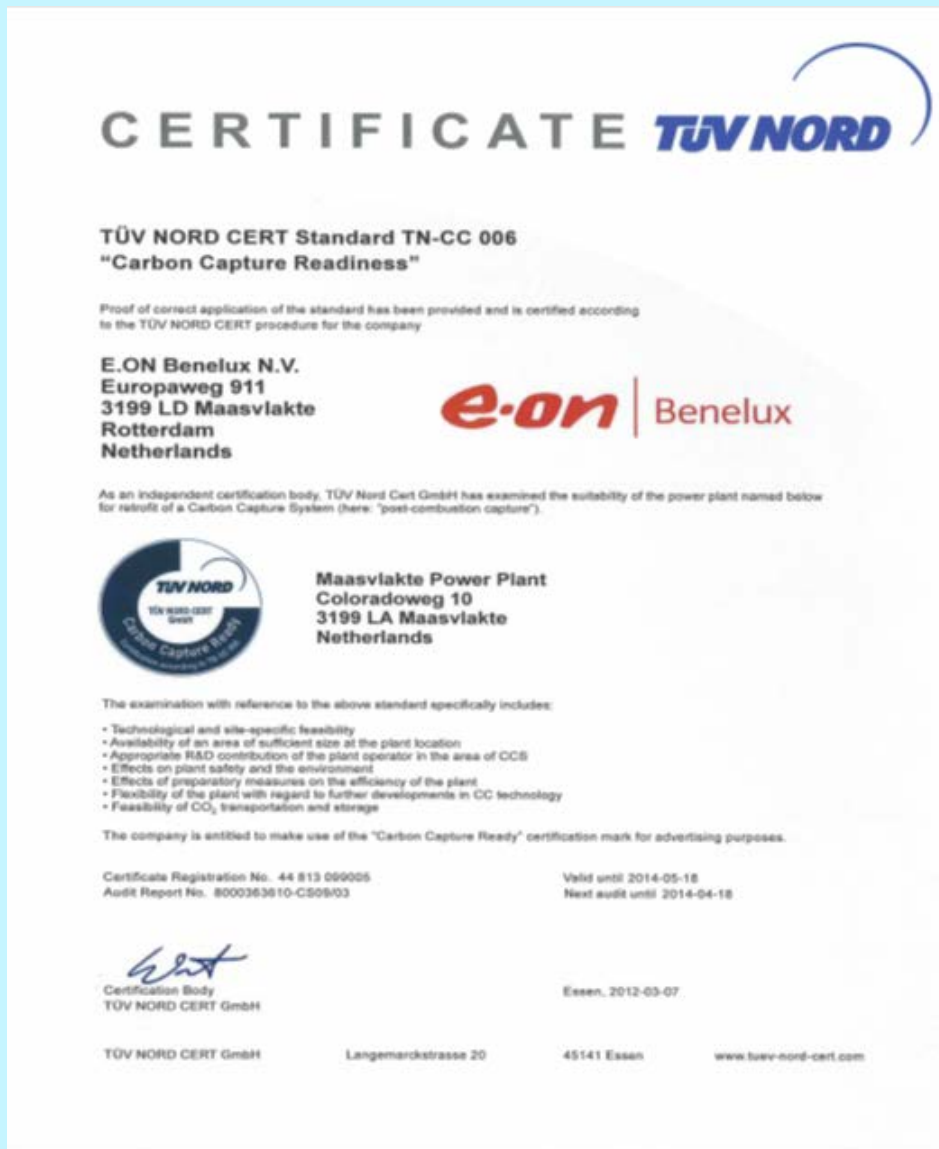 CERTIFICATE TÜV NORD
TÜV NORD CERT Standard TN-CC 006
“Carbon Capture Readiness”
Proof of correct application of the standard has been provided and is certified according
to the TÜV NORD CERT procedure for the company
E.ON Benelux N.V.
Europaweg 911
3199 LD Maasvlakte
Rotterdam
Netherlands
e·on | Benelux
As an independent certification body, TÜV Nord Cert GmbH has examined the suitability of the power plant named below
for retrofit of a Carbon Capture System (here: "post-combustion capture").
TÜV NORD
TÜV NORD CERT
GmbH
Carbon Capture Ready
Maasvlakte Power Plant
Coloradoweg 10
3199 LA Maasvlakte
Netherlands
The examination with reference to the above standard specifically includes:
• Technological and site-specific feasibility
• Availability of an area of sufficient size at the plant location
• Appropriate R&D contribution of the plant operator in the area of CCS
• Effects on plant safety and the environment
• Effects of preparatory measures on the efficiency of the plant
• Flexibility of the plant with regard to further developments in CC technology
• Feasibility of CO₂ transportation and storage
The company is entitled to make use of the "Carbon Capture Ready" certification mark for advertising purposes.
Certificate Registration No. 44 813 099005
Audit Report No. 8000363610-CS09/03
Valid until 2014-05-18
Next audit until 2014-04-18
Certification Body
TÜV NORD CERT GmbH
Essen, 2012-03-07
TÜV NORD CERT GmbH Langemarckstrasse 20 45141 Essen www.tuev-nord-cert.com